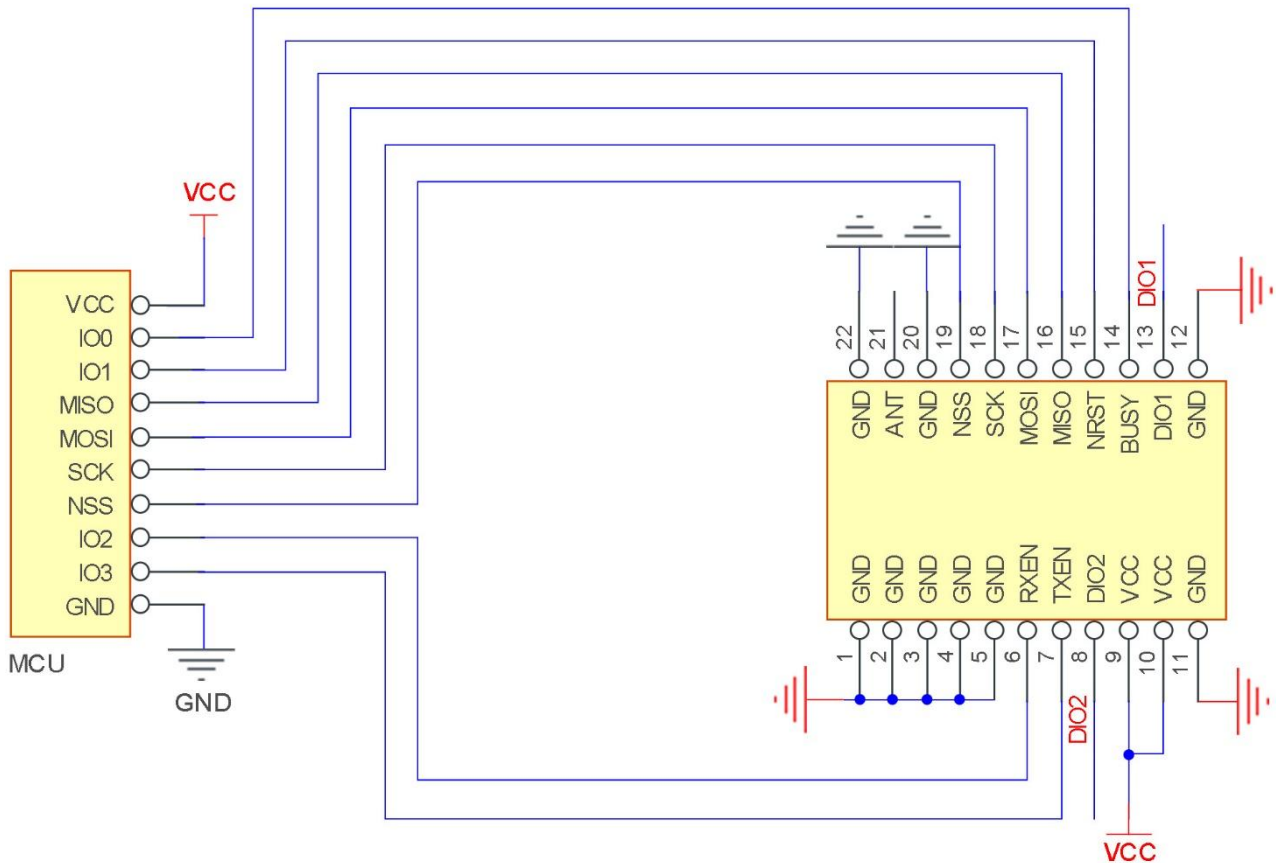 VCC
VCC
IO0
IO1
MISO
MOSI
SCK
NSS
IO2
IO3
GND
MCU
GND
DIO1
22 21 20 19 18 17 16 15 14 13 12
GND ANT GND NSS SCK MOSI MISO NRST BUSY DIO1 GND
GND GND GND GND GND RXEN TXEN DIO2 VCC VCC GND
1 2 3 4 5 6 7 8 9 10 11
DIO2
VCC